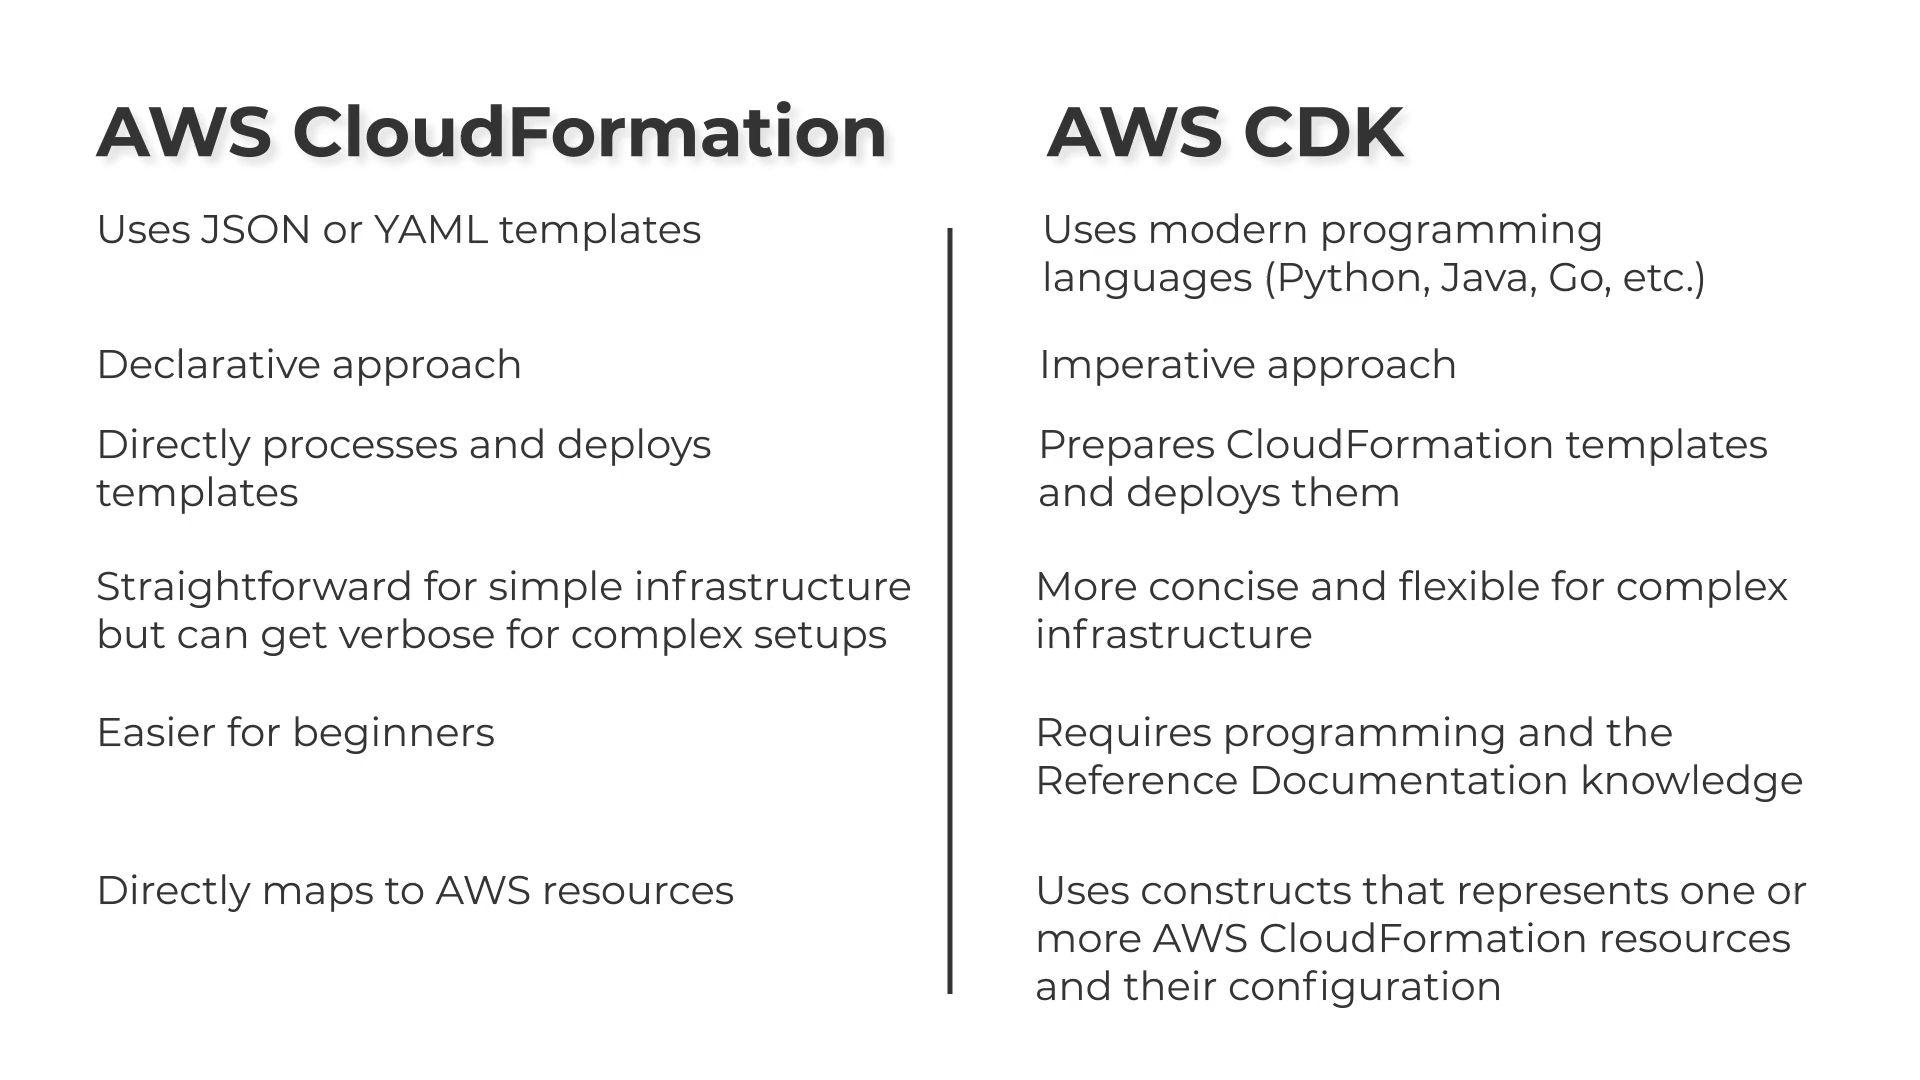 AWS CloudFormation
Uses JSON or YAML templates
Declarative approach
Directly processes and deploys
templates
Straightforward for simple infrastructure
but can get verbose for complex setups
Easier for beginners
Directly maps to AWS resources
AWS CDK
Uses modern programming
languages (Python, Java, Go, etc.)
Imperative approach
Prepares CloudFormation templates
and deploys them
More concise and flexible for complex
infrastructure
Requires programming and the
Reference Documentation knowledge
Uses constructs that represents one or
more AWS CloudFormation resources
and their configuration